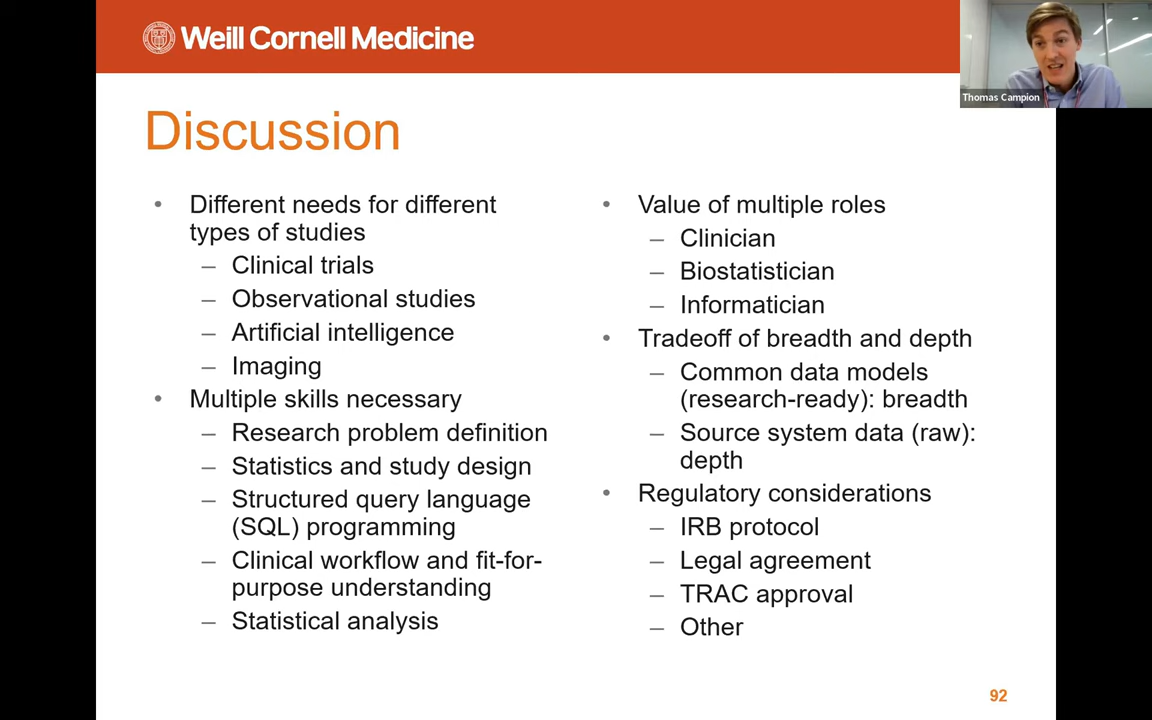 Weill Cornell Medicine
Thomas Campion
Discussion
• Different needs for different
types of studies
– Clinical trials
– Observational studies
– Artificial intelligence
– Imaging
• Multiple skills necessary
– Research problem definition
– Statistics and study design
– Structured query language
(SQL) programming
– Clinical workflow and fit-for-
purpose understanding
– Statistical analysis
• Value of multiple roles
– Clinician
– Biostatistician
– Informatician
• Tradeoff of breadth and depth
– Common data models
(research-ready): breadth
– Source system data (raw):
depth
• Regulatory considerations
– IRB protocol
– Legal agreement
– TRAC approval
– Other
92